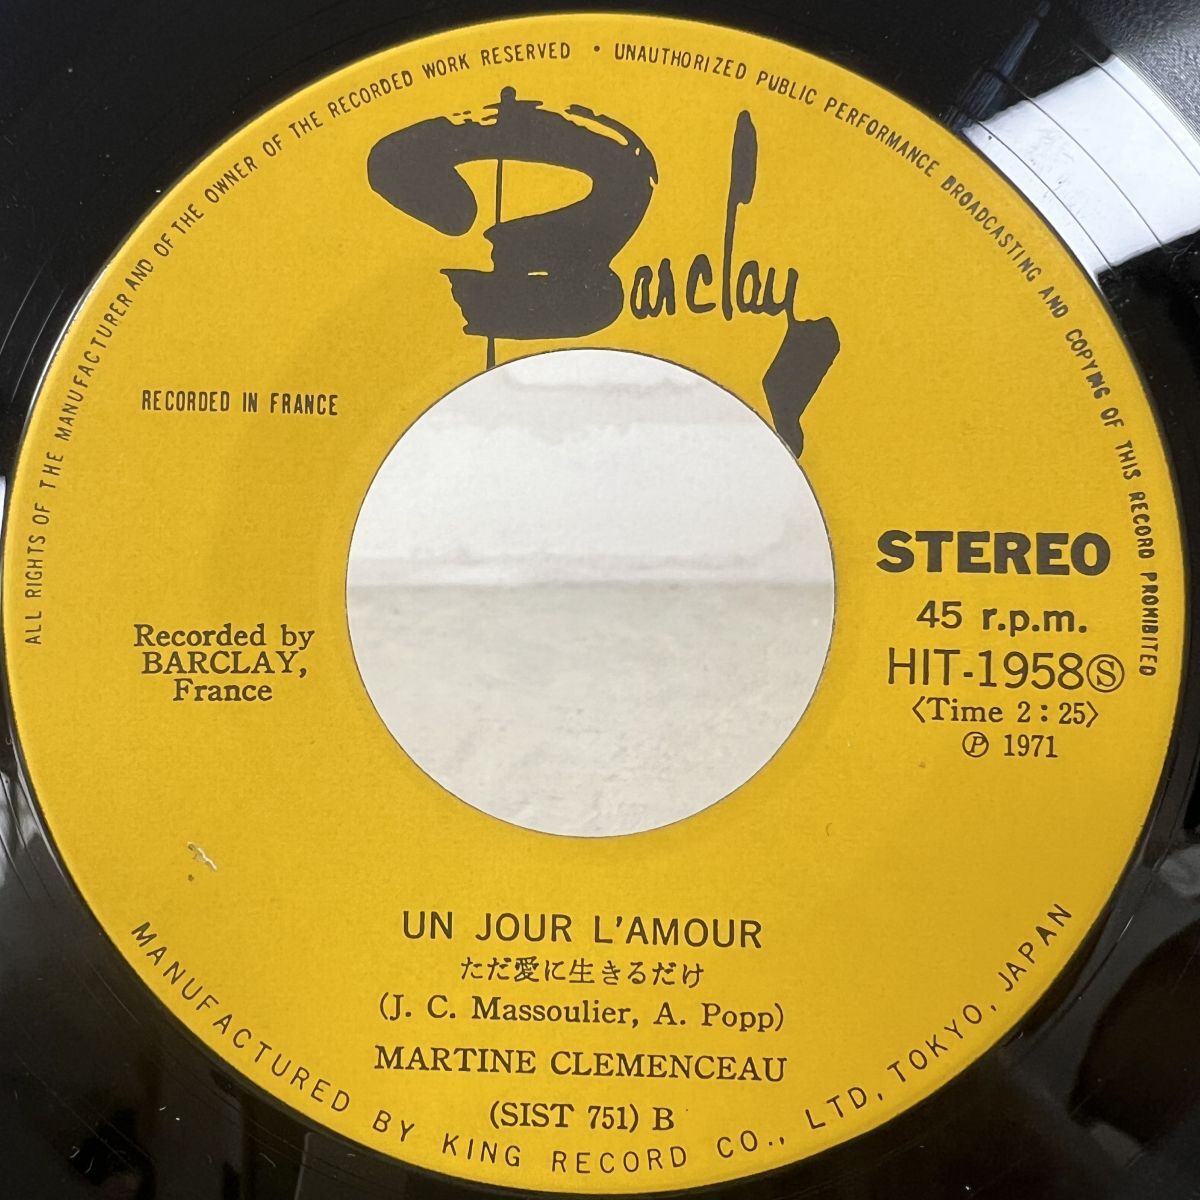 ALL RIGHTS OF THE MANUFACTURER AND OF THE OWNER OF THE RECORDED WORK RESERVED • UNAUTHORIZED PUBLIC PERFORMANCE BROADCASTING AND COPYING OF THIS RECORD PROHIBITED
Barclay
RECORDED IN FRANCE
STEREO
45 r.p.m.
HIT-1958Ⓢ
〈Time 2:25〉
Ⓟ 1971
Recorded by
BARCLAY,
France
UN JOUR L'AMOUR
ただ愛に生きるだけ
(J. C. Massoulier, A. Popp)
MARTINE CLEMENCEAU
(SIST 751) B
MANUFACTURED BY KING RECORD CO., LTD, TOKYO, JAPAN